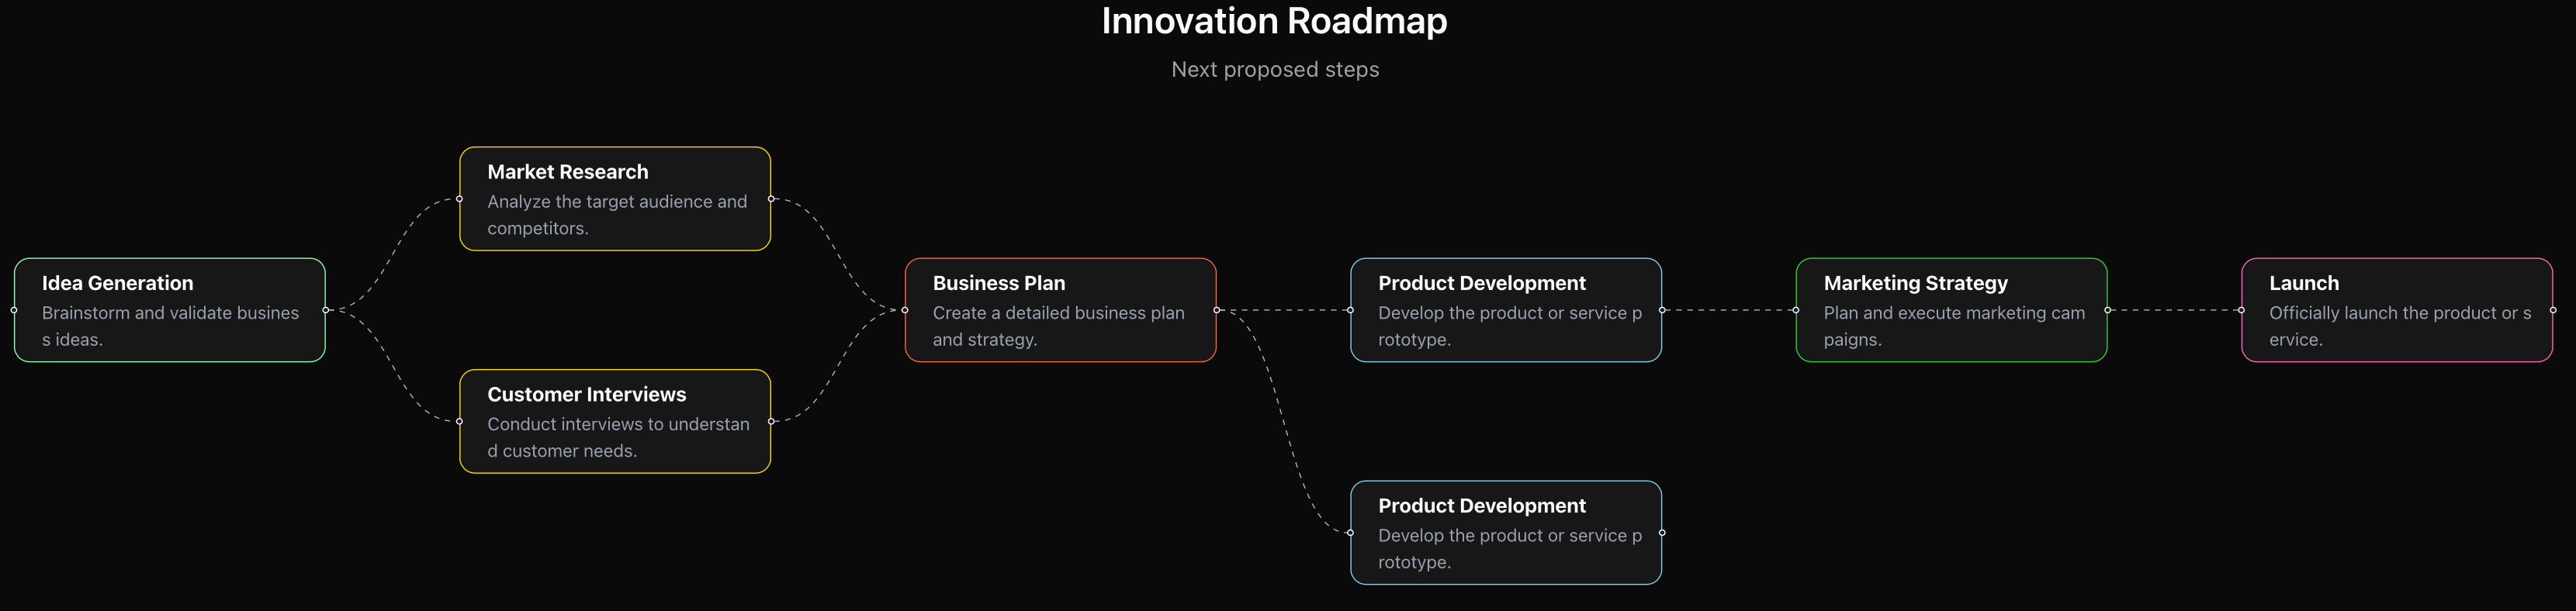 Innovation Roadmap
Next proposed steps
Idea Generation
Brainstorm and validate busines
s ideas.
Market Research
Analyze the target audience and
competitors.
Customer Interviews
Conduct interviews to understan
d customer needs.
Business Plan
Create a detailed business plan
and strategy.
Product Development
Develop the product or service p
rototype.
Product Development
Develop the product or service p
rototype.
Marketing Strategy
Plan and execute marketing cam
paigns.
Launch
Officially launch the product or s
ervice.